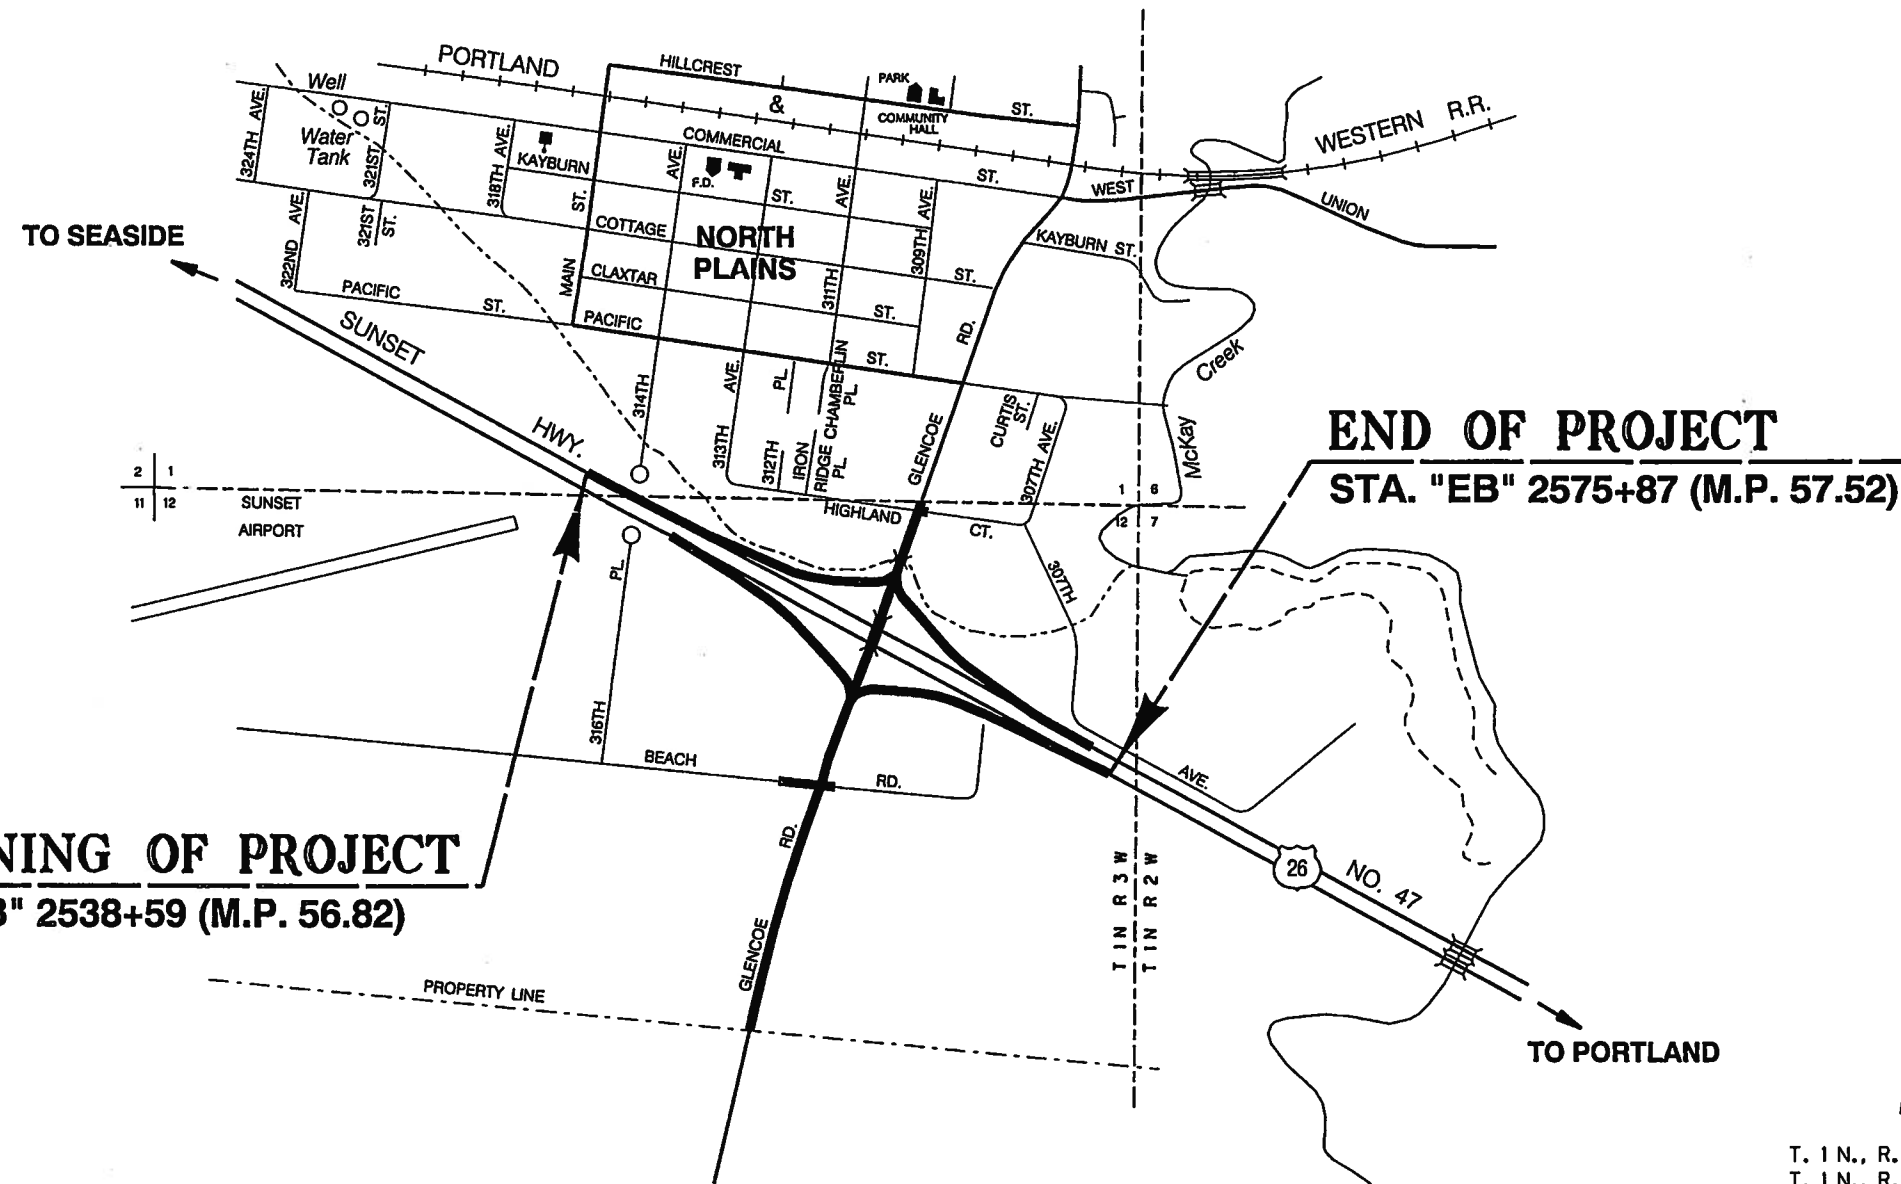 PORTLAND
&
WESTERN R.R.
HILLCREST
ST.
PARK
COMMUNITY
HALL
Well
Water
Tank
324TH AVE.
321ST ST.
318TH AVE.
KAYBURN
ST.
COMMERCIAL
ST.
AVE.
F.D.
AVE.
AVE.
309TH
WEST
UNION
KAYBURN ST.
TO SEASIDE
322ND AVE.
321ST
ST.
COTTAGE
ST.
NORTH
PLAINS
MAIN
ST.
CLAXTAR
ST.
311TH
PACIFIC
ST.
PACIFIC
ST.
RD.
SUNSET
HWY.
314TH
313TH
AVE.
312TH
PL.
IRON
RIDGE
PL.
CHAMBERLIN
PL.
GLENCOE
CURTIS
ST.
307TH AVE.
McKay
Creek
END OF PROJECT
STA. "EB" 2575+87 (M.P. 57.52)
2 1
11 12
SUNSET
AIRPORT
HIGHLAND
CT.
1 6
12 7
307TH
AVE.
PL.
316TH
BEACH
RD.
NING OF PROJECT
B" 2538+59 (M.P. 56.82)
RD.
GLENCOE
T 1N R 3 W
T 1N R 2 W
26
NO. 47
PROPERTY LINE
TO PORTLAND
T. 1 N., R.
T. 1 N., R.